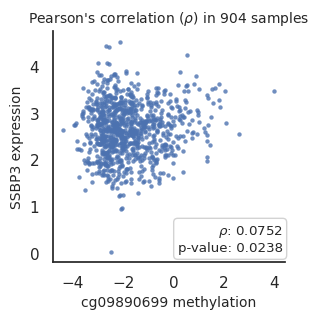 Pearson's correlation (ρ) in 904 samples
4
3
2
1
0
SSBP3 expression
ρ: 0.0752
p-value: 0.0238
−4 −2 0 2 4
cg09890699 methylation